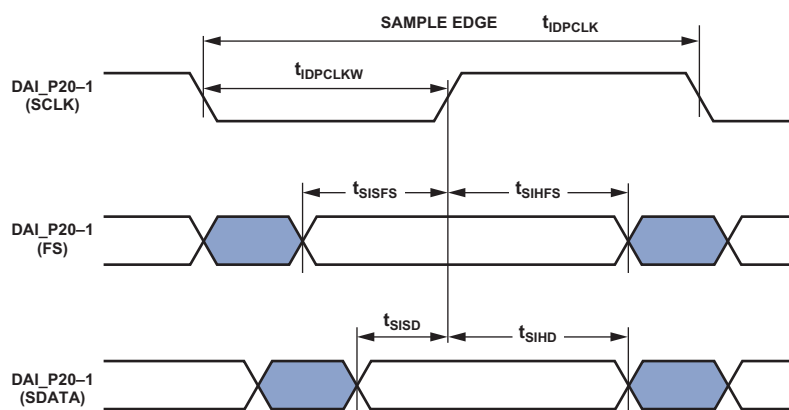 SAMPLE EDGE
tIDPCLK
tIDPCLKW
DAI_P20–1
(SCLK)
tSISFS
tSIHFS
DAI_P20–1
(FS)
tSISD
tSIHD
DAI_P20–1
(SDATA)